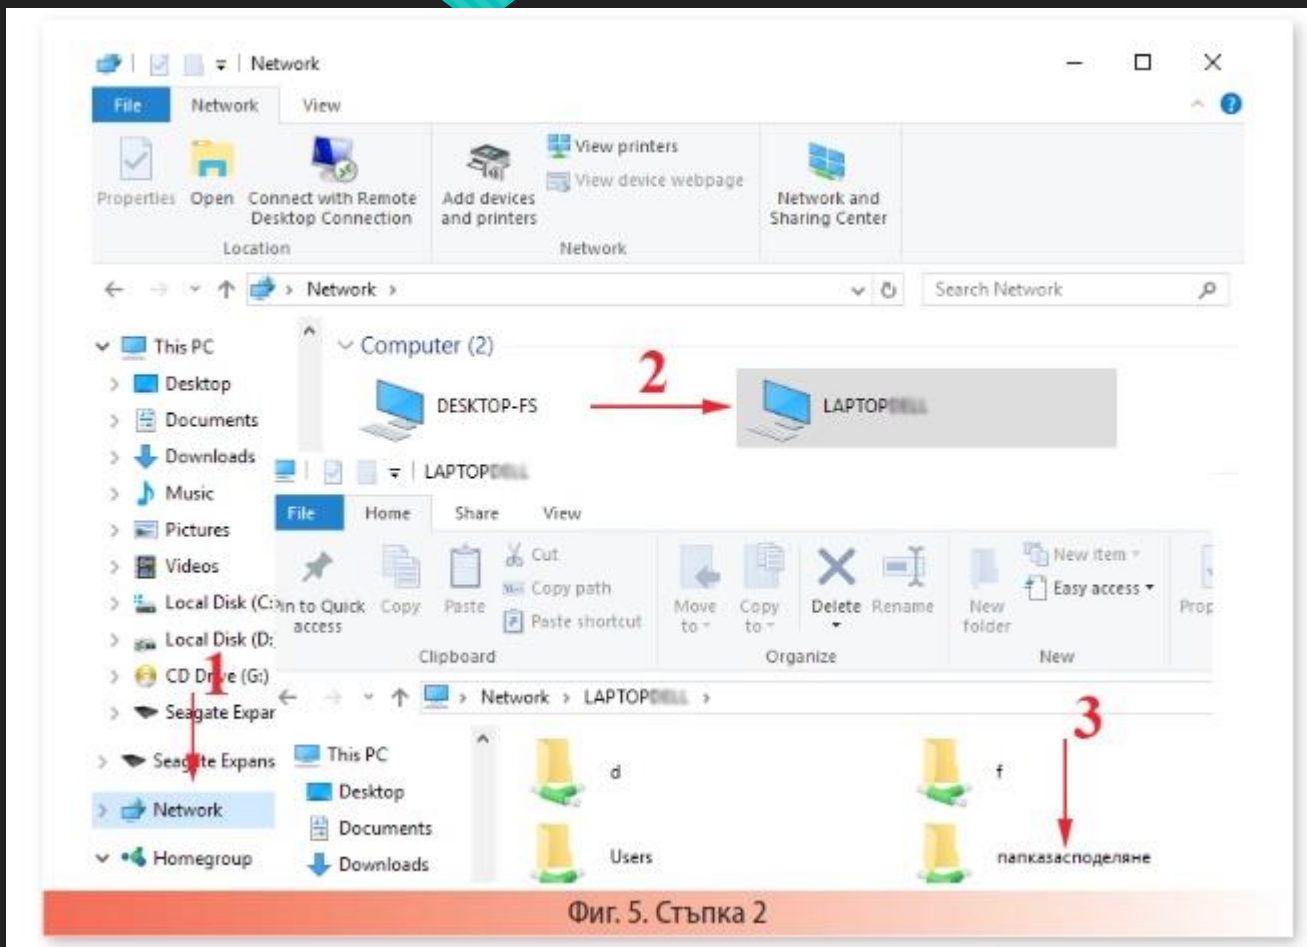 Network
File Network View
Properties Open Connect with Remote Desktop Connection
Add devices and printers
View printers
View device webpage
Network and Sharing Center
Location Network
Network
Search Network
This PC
Desktop
Documents
Downloads
Music
Pictures
Videos
Local Disk (C:
Local Disk (D:
CD Drive (G:)
Seagate Expar
Seagate Expans
Network
Homegroup
1
Computer (2)
DESKTOP-FS
2
LAPTOP
LAPTOP
File Home Share View
in to Quick access
Copy
Paste
Cut
Copy path
Paste shortcut
Move to
Copy to
Delete
Rename
New folder
New item
Easy access
Prop
Clipboard Organize New
Network LAPTOP
This PC
Desktop
Documents
Downloads
3
d f
Users папказасподеляне
Фиг. 5. Стъпка 2